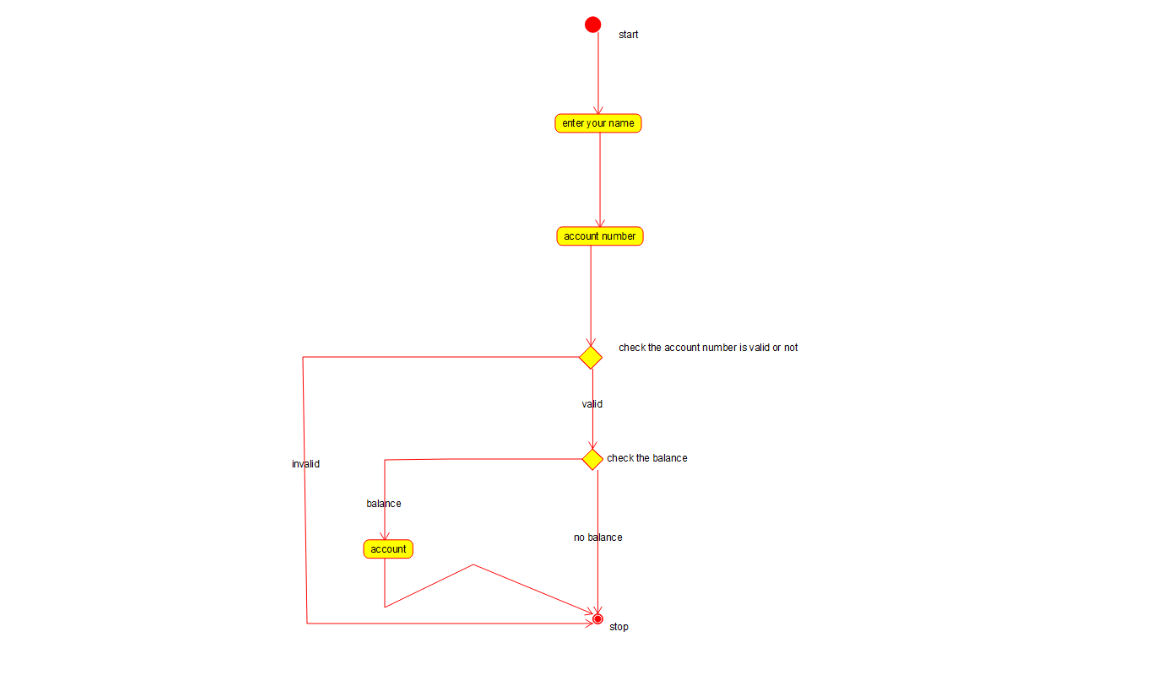 start
enter your name
account number
check the account number is valid or not
valid
check the balance
invalid
balance
no balance
account
stop